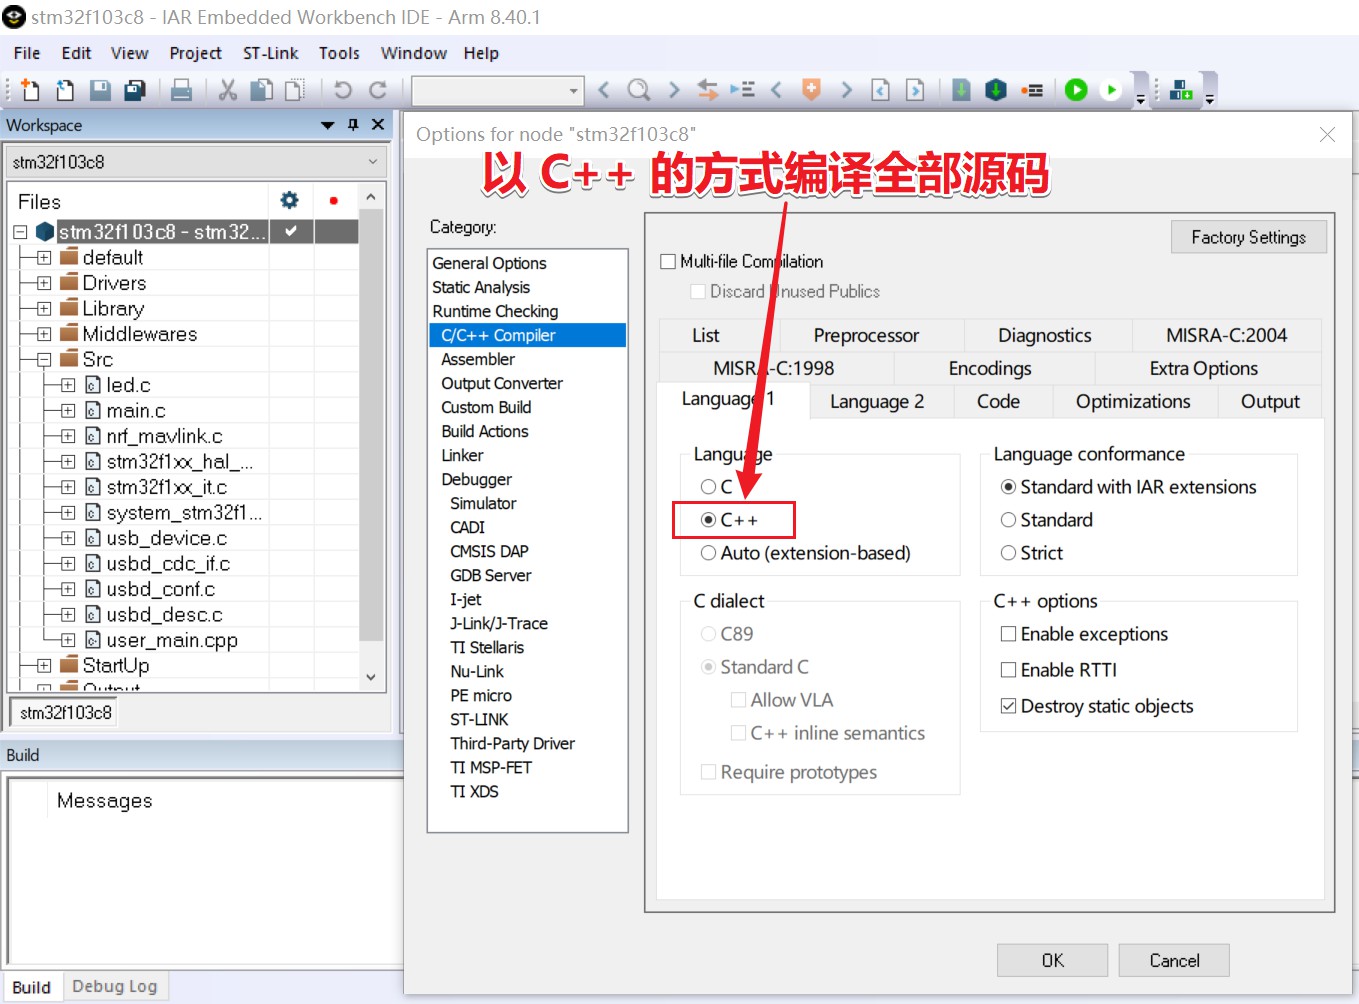 stm32f103c8 - IAR Embedded Workbench IDE - Arm 8.40.1
File Edit View Project ST-Link Tools Window Help
Workspace
stm32f103c8
Files
stm32f103c8 - stm32...
default
Drivers
Library
Middlewares
Src
led.c
main.c
nrf_mavlink.c
stm32f1xx_hal_...
stm32f1xx_it.c
system_stm32f1...
usb_device.c
usbd_cdc_if.c
usbd_conf.c
usbd_desc.c
user_main.cpp
StartUp
Output
stm32f103c8
Build
Messages
Build Debug Log
Options for node "stm32f103c8"
以 C++ 的方式编译全部源码
Category:
General Options
Static Analysis
Runtime Checking
C/C++ Compiler
Assembler
Output Converter
Custom Build
Build Actions
Linker
Debugger
Simulator
CADI
CMSIS DAP
GDB Server
I-jet
J-Link/J-Trace
TI Stellaris
Nu-Link
PE micro
ST-LINK
Third-Party Driver
TI MSP-FET
TI XDS
Factory Settings
Multi-file Compilation
Discard Unused Publics
List Preprocessor Diagnostics MISRA-C:2004
MISRA-C:1998 Encodings Extra Options
Language 1 Language 2 Code Optimizations Output
Language
C
C++
Auto (extension-based)
Language conformance
Standard with IAR extensions
Standard
Strict
C dialect
C89
Standard C
Allow VLA
C++ inline semantics
Require prototypes
C++ options
Enable exceptions
Enable RTTI
Destroy static objects
OK Cancel